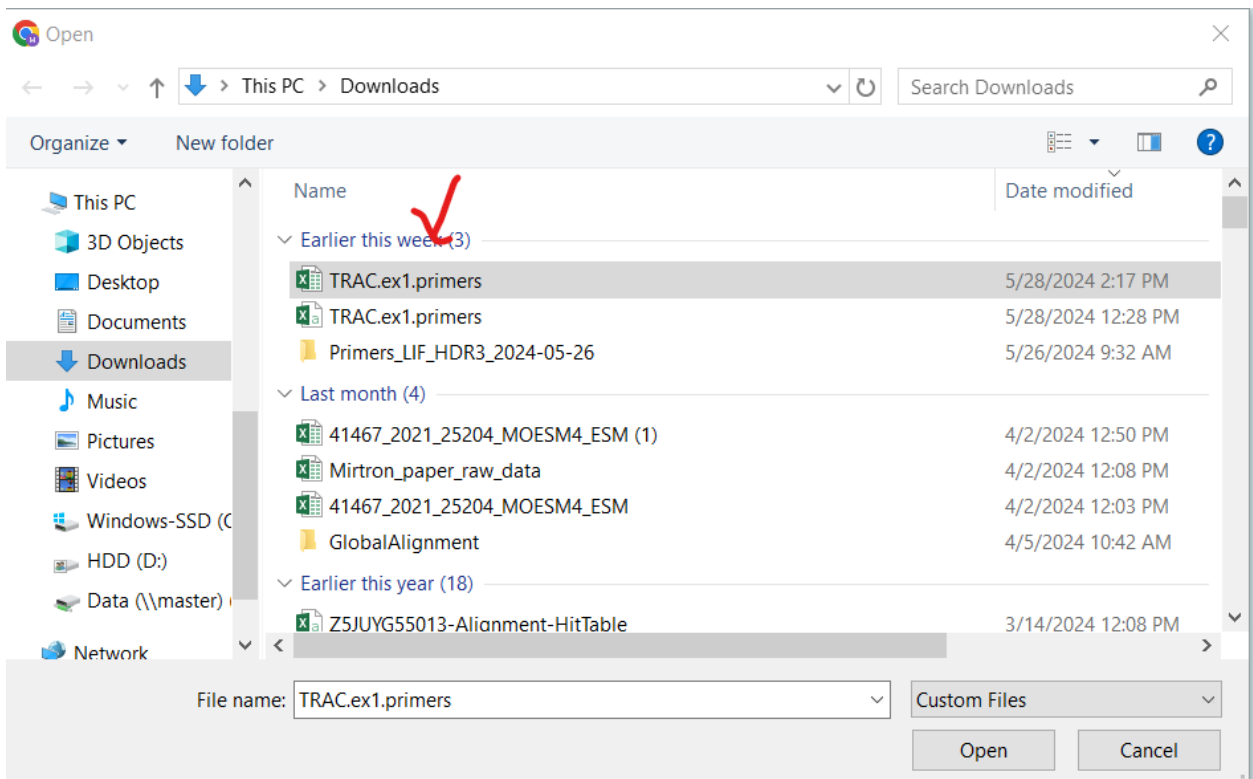 Open
This PC > Downloads
Search Downloads
Organize
New folder
?
Name
Date modified
This PC
3D Objects
Desktop
Documents
Downloads
Music
Pictures
Videos
Windows-SSD (C
HDD (D:)
Data (\\master)
Network
Earlier this week (3)
TRAC.ex1.primers 5/28/2024 2:17 PM
TRAC.ex1.primers 5/28/2024 12:28 PM
Primers_LIF_HDR3_2024-05-26 5/26/2024 9:32 AM
Last month (4)
41467_2021_25204_MOESM4_ESM (1) 4/2/2024 12:50 PM
Mirtron_paper_raw_data 4/2/2024 12:08 PM
41467_2021_25204_MOESM4_ESM 4/2/2024 12:03 PM
GlobalAlignment 4/5/2024 10:42 AM
Earlier this year (18)
Z5JUYG55013-Alignment-HitTable 3/14/2024 12:08 PM
File name: TRAC.ex1.primers
Custom Files
Open
Cancel